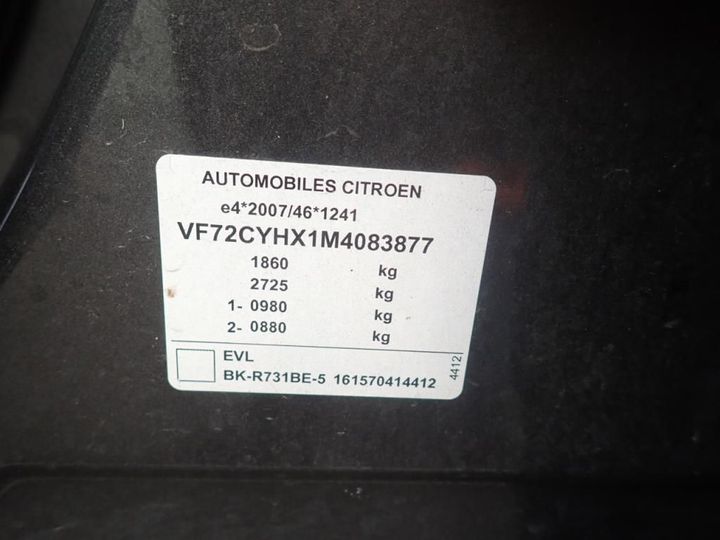 AUTOMOBILES CITROEN
e4*2007/46*1241
VF72CYHX1M4083877
1860 kg
2725 kg
1- 0980 kg
2- 0880 kg
EVL
BK-R731BE-5 161570414412
4412